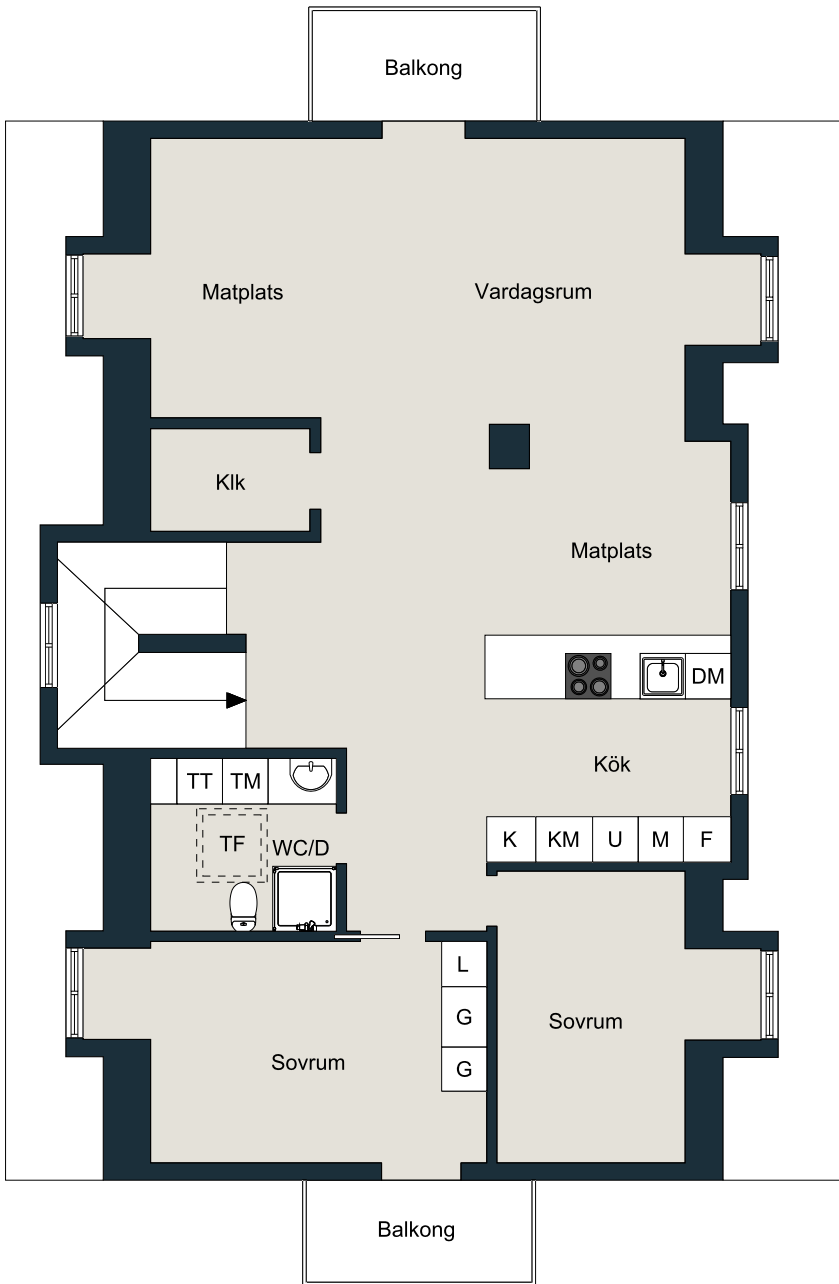 Balkong
Matplats
Vardagsrum
Klk
Matplats
DM
Kök
TT
TM
TF
WC/D
K
KM
U
M
F
L
G
G
Sovrum
Sovrum
Balkong